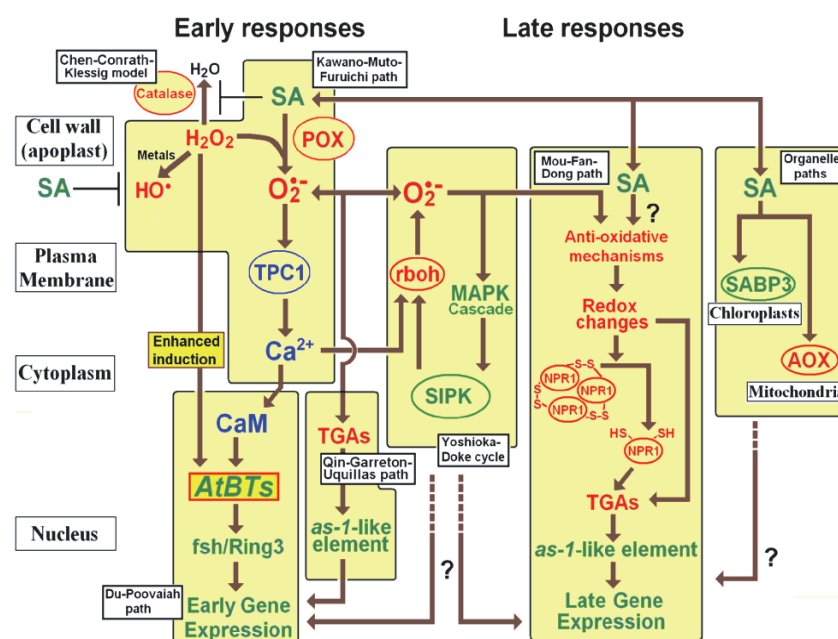 Early responses
Late responses
Chen-Conrath-
Klessig model
H2O
Catalase
Kawano-Muto-
Furuichi path
SA
POX
H2O2
Metals
HO•
O2•-
Cell wall
(apoplast)
SA
Plasma
Membrane
TPC1
Ca2+
Enhanced
induction
Cytoplasm
CaM
AtBTs
Nucleus
fsh/Ring3
Du-Poovaiah
path
Early Gene
Expression
TGAs
Qin-Garreton-
Uquillas path
as-1-like
element
O2•-
rboh
MAPK
Cascade
SIPK
Yoshioka-
Doke cycle
?
Mou-Fan-
Dong path
SA
?
Anti-oxidative
mechanisms
Redox
changes
S-S
NPR1
NPR1
S
S
NPR1
S-S
HS
SH
NPR1
TGAs
as-1-like element
Late Gene
Expression
Organelle
paths
SA
SABP3
Chloroplasts
AOX
Mitochondria
?